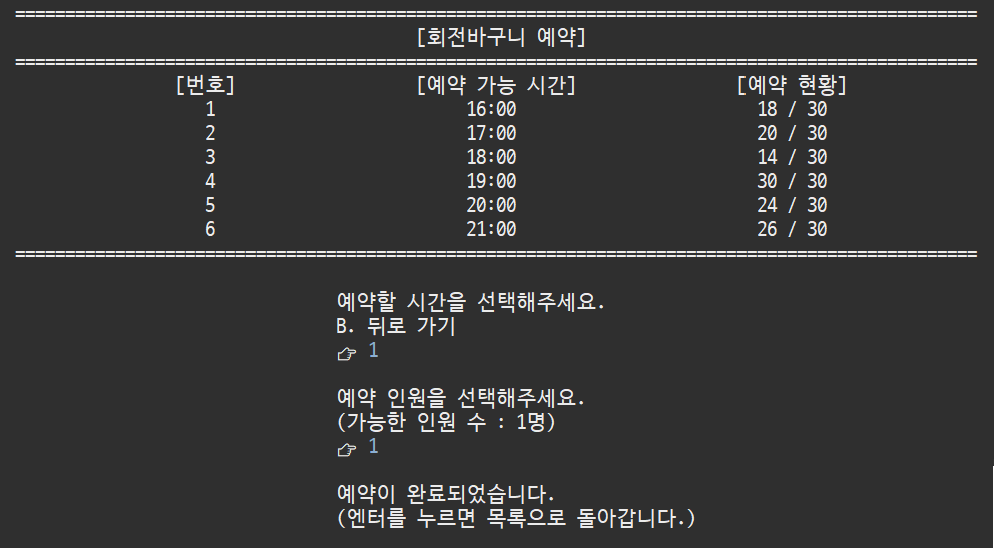 ================================================================================================
[회전바구니 예약]
================================================================================================
[번호] [예약 가능 시간] [예약 현황]
1 16:00 18 / 30
2 17:00 20 / 30
3 18:00 14 / 30
4 19:00 30 / 30
5 20:00 24 / 30
6 21:00 26 / 30
================================================================================================
예약할 시간을 선택해주세요.
B. 뒤로 가기
☞ 1
예약 인원을 선택해주세요.
(가능한 인원 수 : 1명)
☞ 1
예약이 완료되었습니다.
(엔터를 누르면 목록으로 돌아갑니다.)